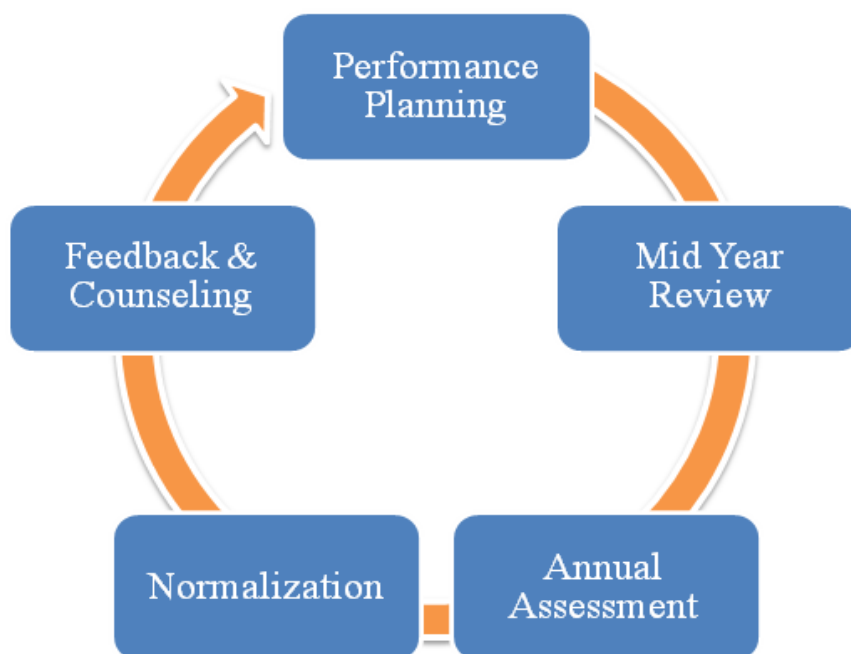 Performance
Planning
Mid Year
Review
Annual
Assessment
Normalization
Feedback &
Counseling